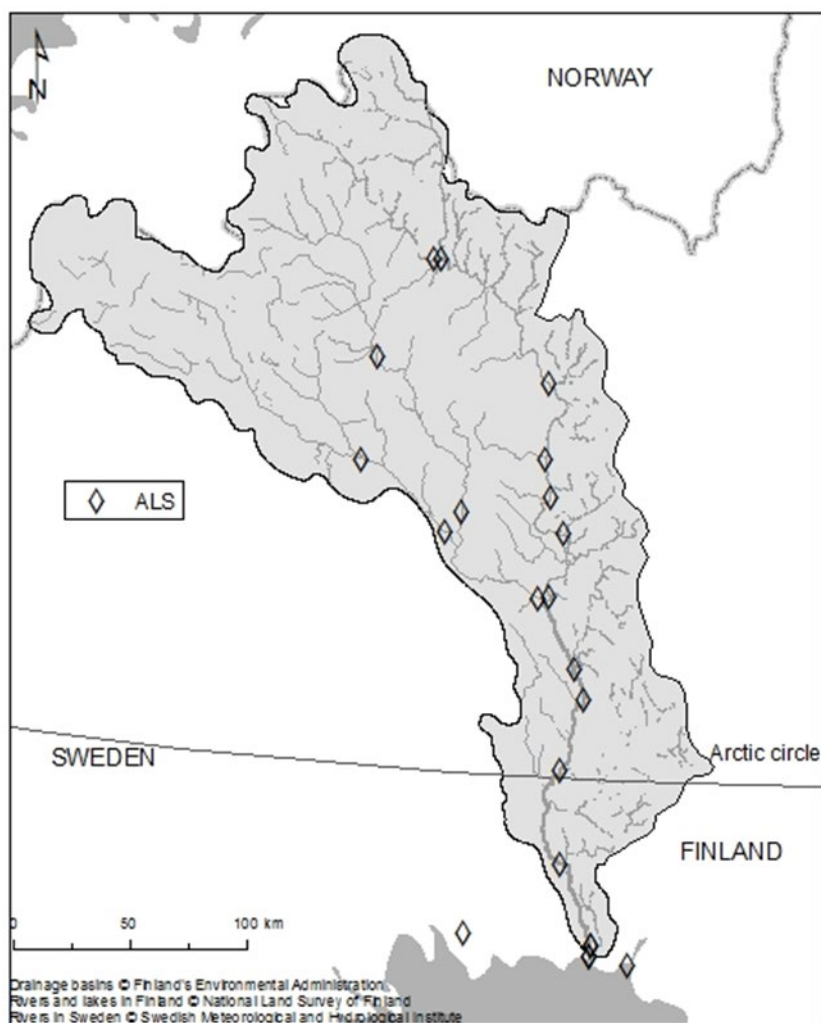 N
NORWAY
ALS
SWEDEN
Arctic circle
FINLAND
0 50 100 km
Drainage basins © Finland's Environmental Administration
Rivers and lakes in Finland © National Land Survey of Finland
Rivers in Sweden © Swedish Meteorological and Hydrological Institute